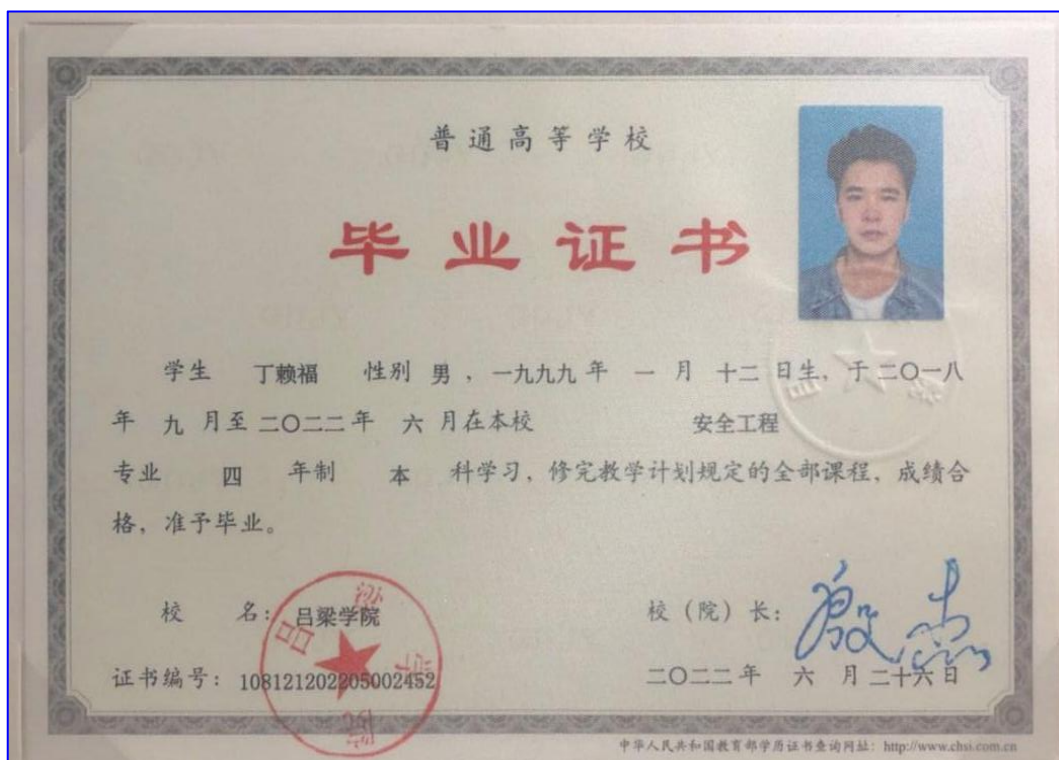 普通高等学校
毕业证书
学生 丁赖福 性别 男，一九九九年 一 月 十二 日生，于二〇一八
年 九 月至二〇二二年 六 月在本校 安全工程
专业 四 年制 本 科学习，修完教学计划规定的全部课程，成绩合
格，准予毕业。
校 名：吕梁学院
校（院）长：
证书编号：108121202205002452
二〇二二年 六 月二十六日
吕梁学院
中华人民共和国教育部学历证书查询网址：http://www.chsi.com.cn